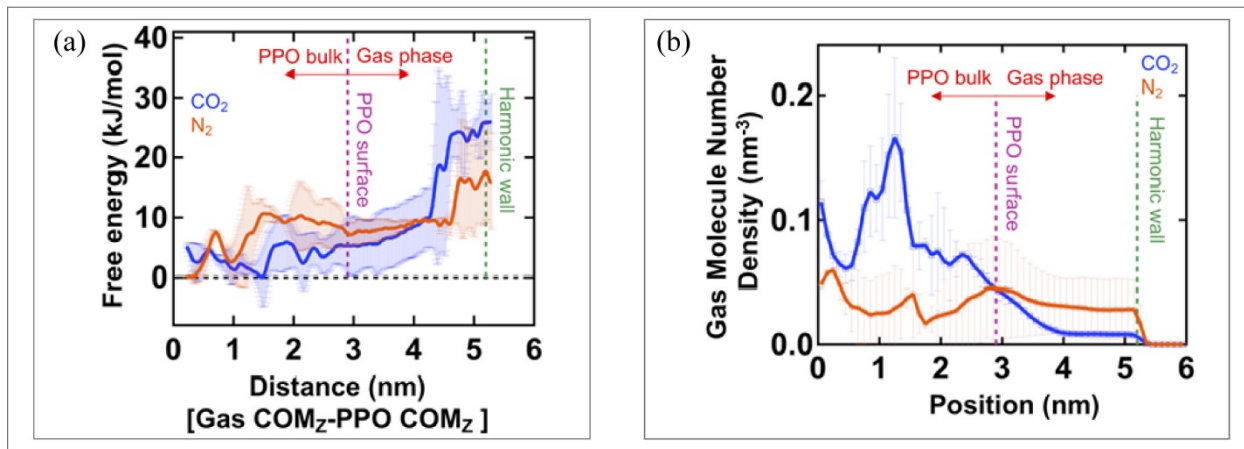 (a)
Free energy (kJ/mol)
40
30
20
10
0
PPO bulk Gas phase
CO2
N2
PPO surface
Harmonic wall
0 1 2 3 4 5 6
Distance (nm)
[Gas COMZ-PPO COMZ ]
(b)
Gas Molecule Number
Density (nm-3)
0.2
0.1
0.0
PPO bulk Gas phase
CO2
N2
PPO surface
Harmonic wall
0 1 2 3 4 5 6
Position (nm)